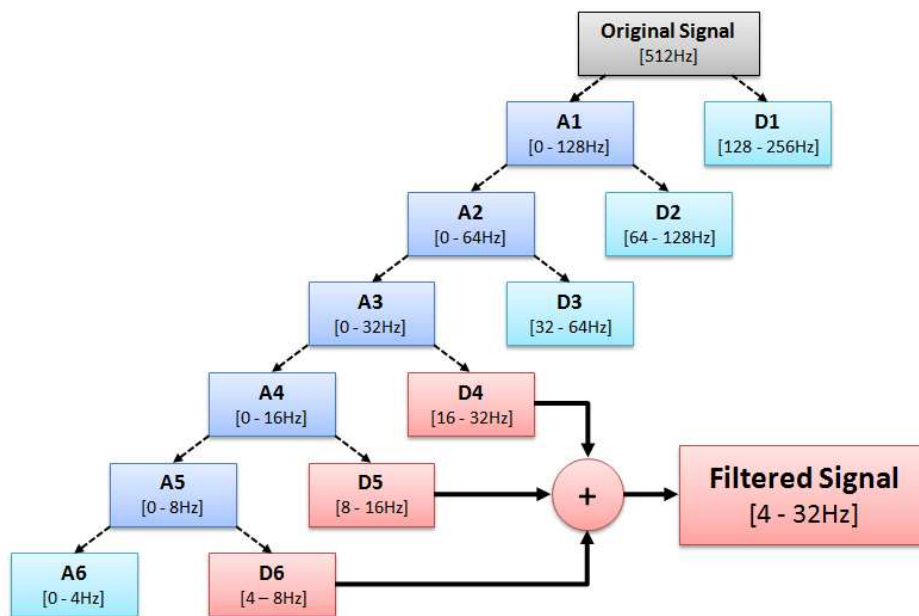 Original Signal
[512Hz]
A1
[0 - 128Hz]
D1
[128 - 256Hz]
A2
[0 - 64Hz]
D2
[64 - 128Hz]
A3
[0 - 32Hz]
D3
[32 - 64Hz]
A4
[0 - 16Hz]
D4
[16 - 32Hz]
A5
[0 - 8Hz]
D5
[8 - 16Hz]
+
Filtered Signal
[4 - 32Hz]
A6
[0 - 4Hz]
D6
[4 – 8Hz]